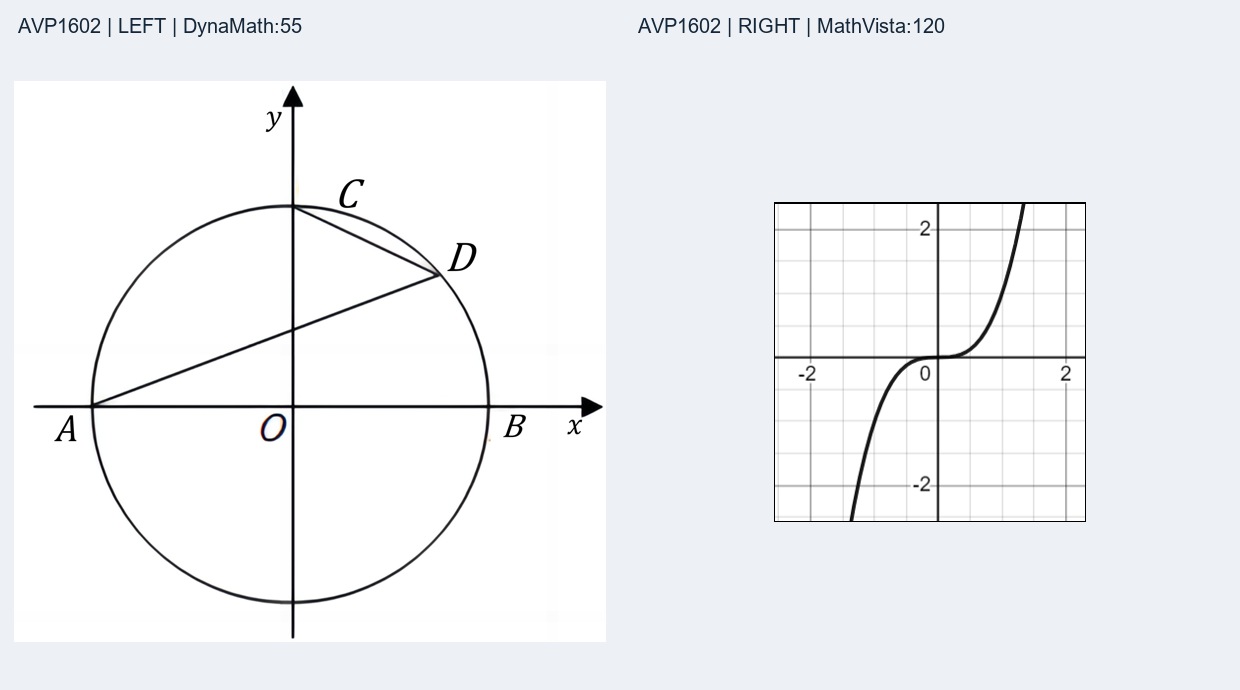 AVP1602 | LEFT | DynaMath:55
AVP1602 | RIGHT | MathVista:120
y
C
D
A
O
B
x
2
-2
0
2
-2